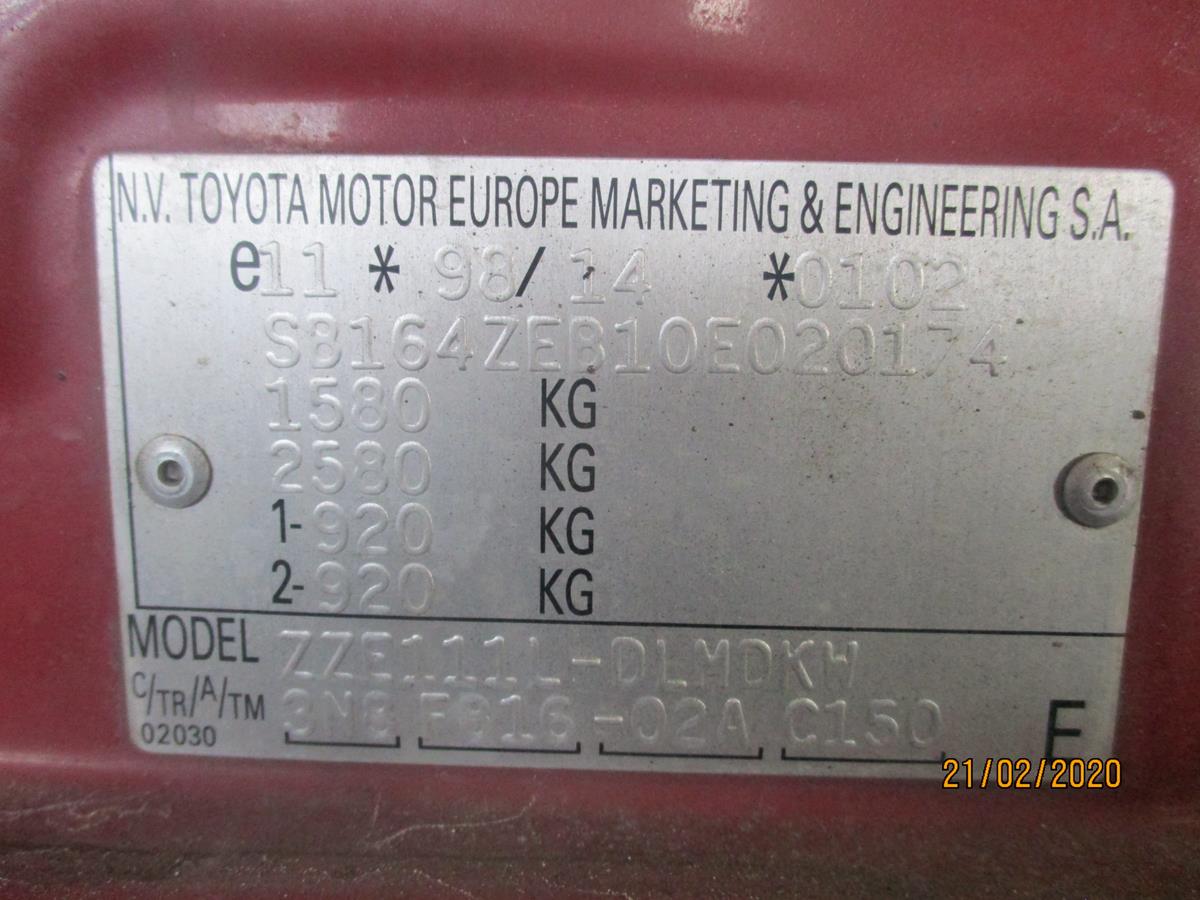 N.V. TOYOTA MOTOR EUROPE MARKETING & ENGINEERING S.A.
e11 * 98/14 *0102
SB164ZEB10E020174
1580 KG
2580 KG
1-920 KG
2-920 KG
MODEL ZZE111L-DLMDKW
C/TR/A/TM 3N8 FB16 -02A C150
02030 E
21/02/2020